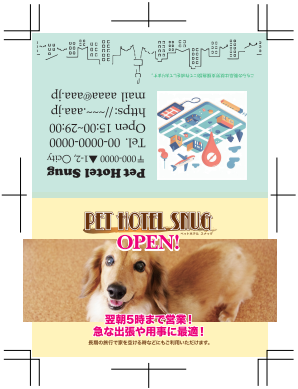 PET HOTEL SNUG
ペットホテル スナッグ
OPEN!
翌朝5時まで営業！
急な出張や用事に最適！
長期の旅行で家を空ける時などにもご利用いただけます。
Pet Hotel Snug
〒000-0000 ▲1-2, ○city
Tel. 00-0000-0000
Open 15:00~29:00
https://~~~.aaa.jp
mail aaaa@aaa.jp